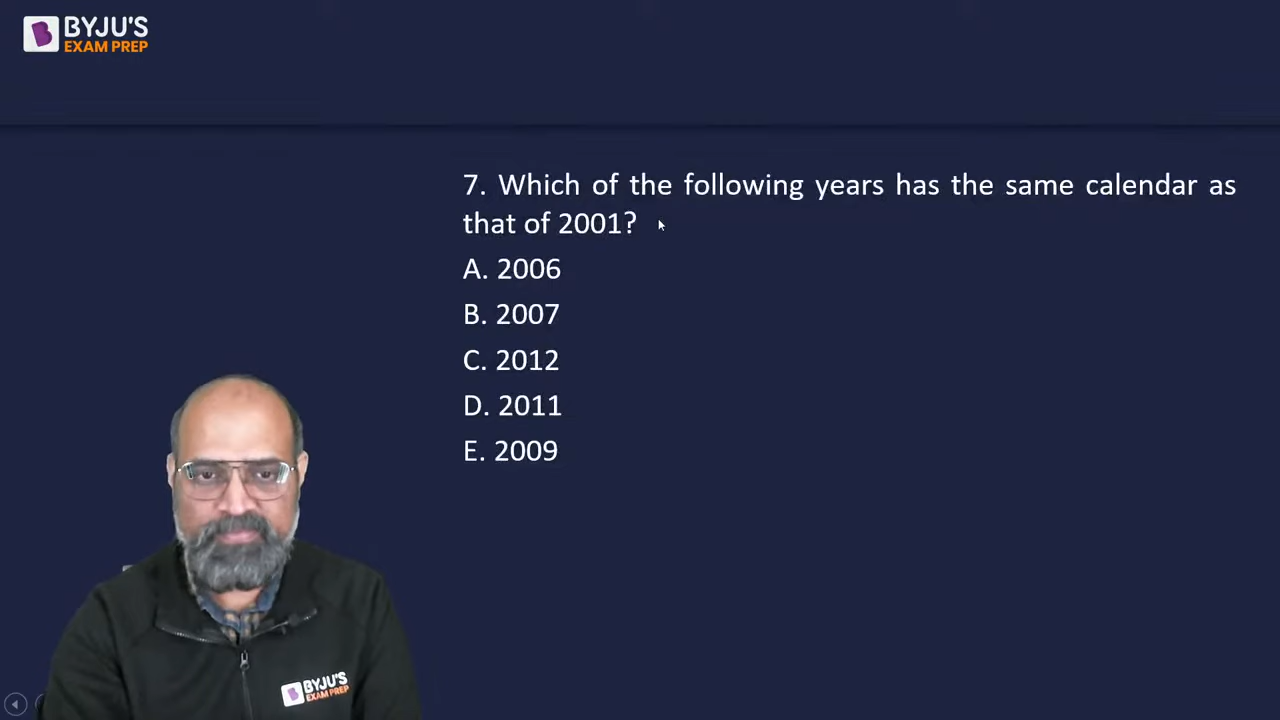 BYJU'S
EXAM PREP
7. Which of the following years has the same calendar as
that of 2001?
A. 2006
B. 2007
C. 2012
D. 2011
E. 2009
BYJU'S
EXAM PREP